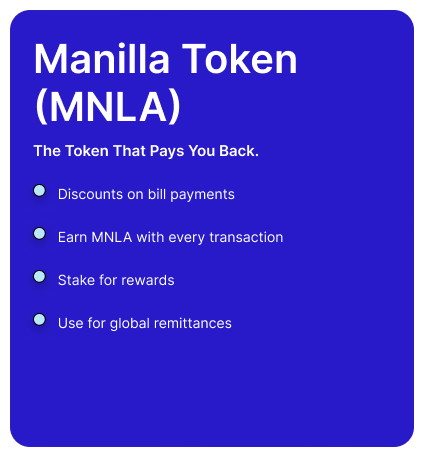 Manilla Token
(MNLA)
The Token That Pays You Back.
Discounts on bill payments
Earn MNLA with every transaction
Stake for rewards
Use for global remittances